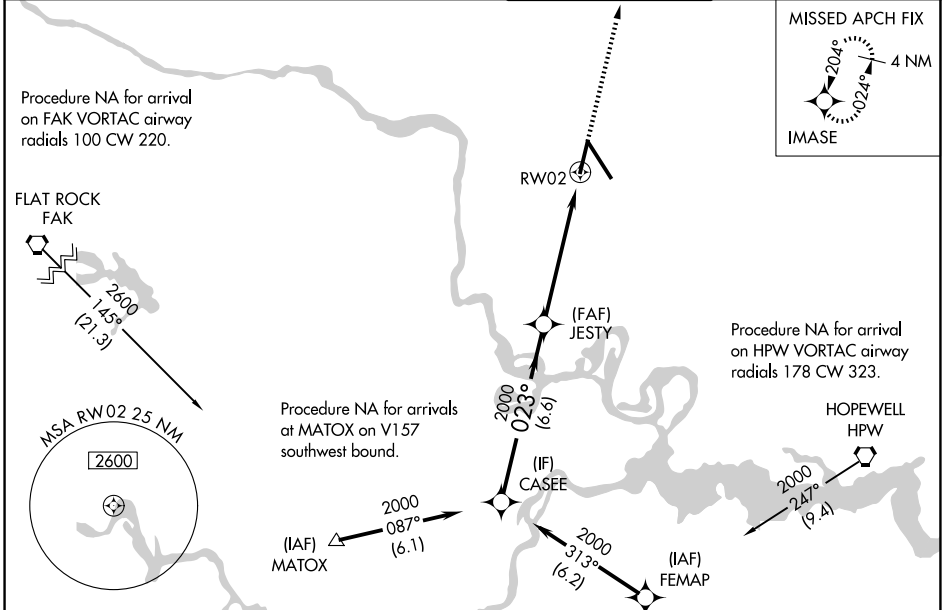 MISSED APCH FIX
204°
4 NM
024°
IMASE
Procedure NA for arrival
on FAK VORTAC airway
radials 100 CW 220.
RW02
FLAT ROCK
FAK
2600
145°
(21.3)
(FAF)
JESTY
Procedure NA for arrival
on HPW VORTAC airway
radials 178 CW 323.
2000
023°
(6.6)
Procedure NA for arrivals
at MATOX on V157
southwest bound.
HOPEWELL
HPW
MSA RW02 25 NM
2600
(IF)
CASEE
2000
247°
(9.4)
2000
087°
(6.1)
(IAF)
MATOX
2000
313°
(6.2)
(IAF)
FEMAP